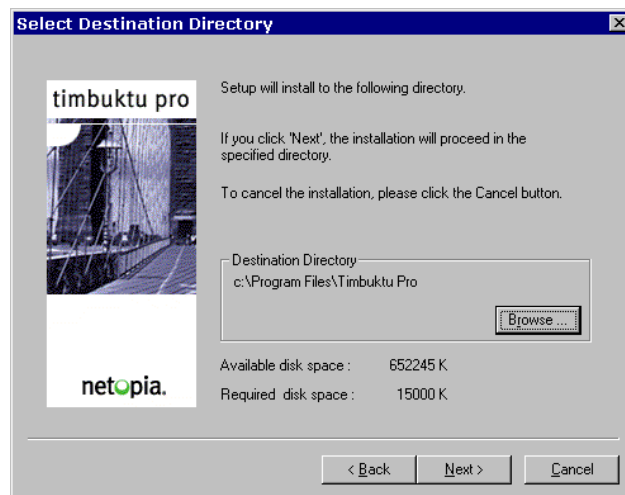 Select Destination Directory
timbuktu pro
Setup will install to the following directory.
If you click 'Next', the installation will proceed in the
specified directory.
To cancel the installation, please click the Cancel button.
Destination Directory
c:\Program Files\Timbuktu Pro
Browse ...
Available disk space : 652245 K
Required disk space : 15000 K
netopia.
< Back Next > Cancel